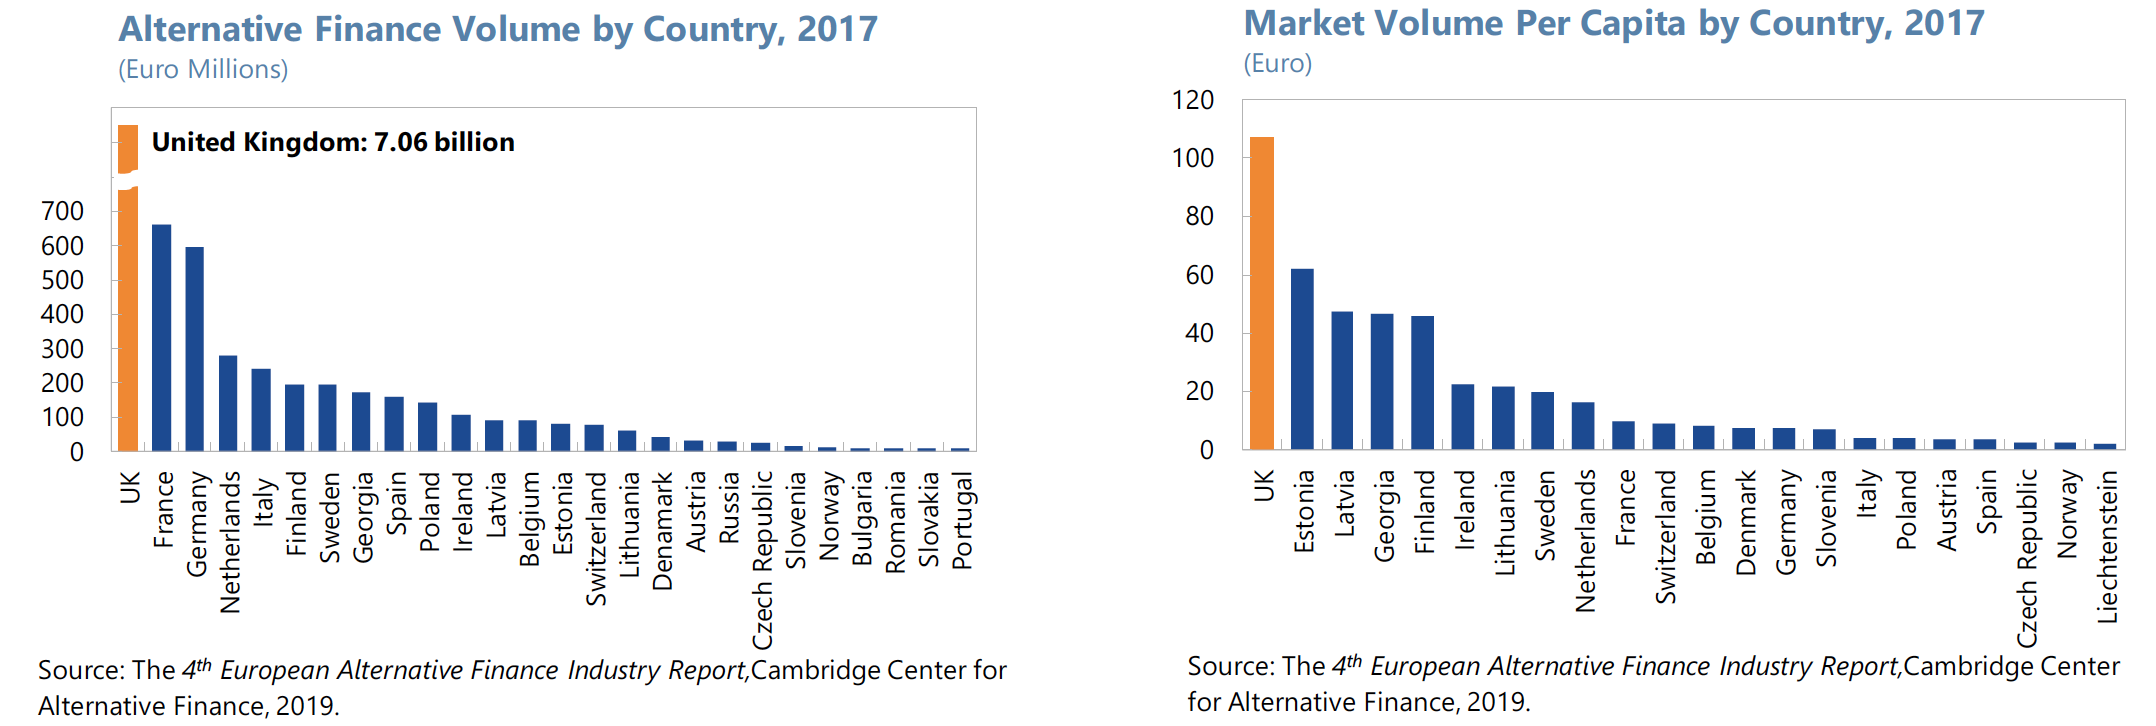 Alternative Finance Volume by Country, 2017
(Euro Millions)
United Kingdom: 7.06 billion
700
600
500
400
300
200
100
0
UK
France
Germany
Netherlands
Italy
Finland
Sweden
Georgia
Spain
Poland
Ireland
Latvia
Belgium
Estonia
Switzerland
Lithuania
Denamark
Austria
Russia
Czech Republic
Slovenia
Norway
Bulgaria
Romania
Slovakia
Portugal
Source: The 4th European Alternative Finance Industry Report,Cambridge Center for
Alternative Finance, 2019.
Market Volume Per Capita by Country, 2017
(Euro)
120
100
80
60
40
20
0
UK
Estonia
Latvia
Georgia
Finland
Ireland
Lithuania
Sweden
Netherlands
France
Switzerland
Belgium
Denmark
Germany
Slovenia
Italy
Poland
Austria
Spain
Czech Republic
Norway
Liechtenstein
Source: The 4th European Alternative Finance Industry Report,Cambridge Center
for Alternative Finance, 2019.